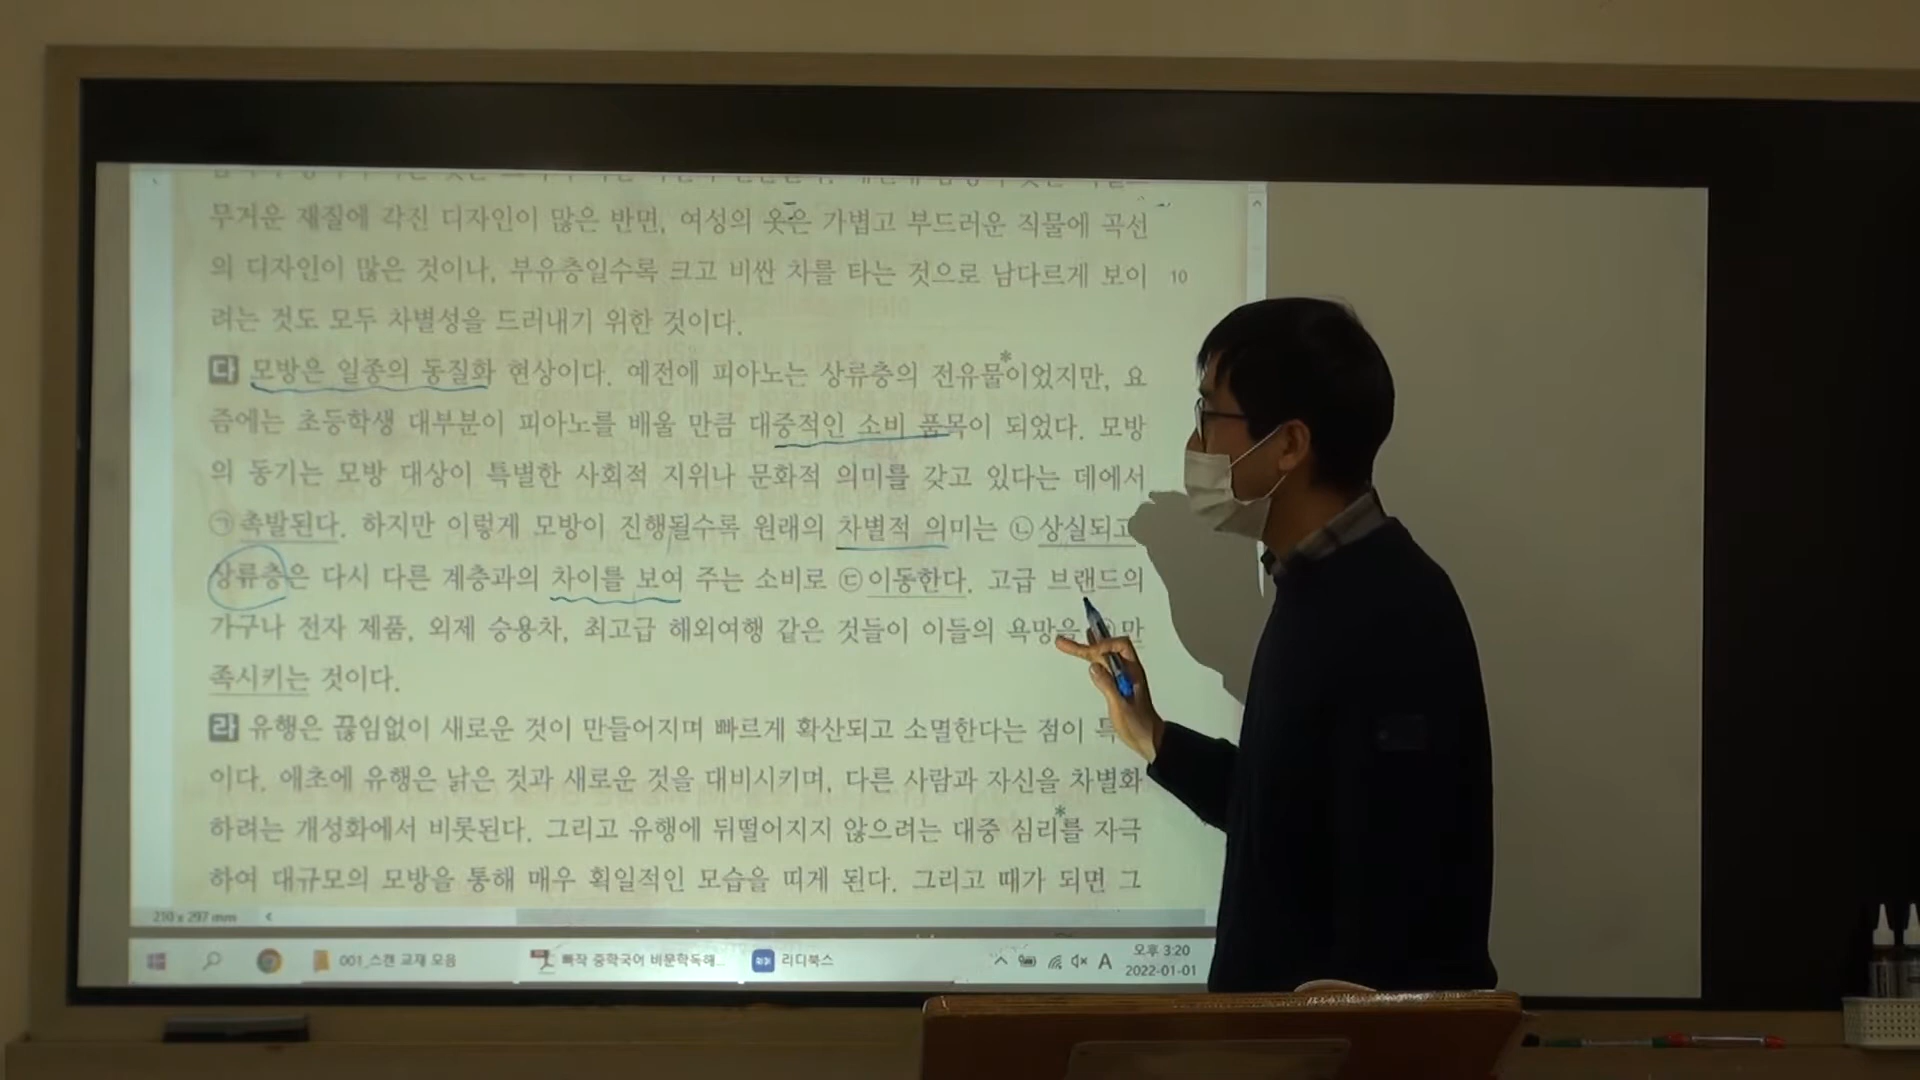 무거운 재질에 각진 디자인이 많은 반면, 여성의 옷은 가볍고 부드러운 직물에 곡선
의 디자인이 많은 것이나, 부유층일수록 크고 비싼 차를 타는 것으로 남다르게 보이 10
려는 것도 모두 차별성을 드러내기 위한 것이다.
다 모방은 일종의 동질화 현상이다. 예전에 피아노는 상류층의 전유물*이었지만, 요
즘에는 초등학생 대부분이 피아노를 배울 만큼 대중적인 소비 품목이 되었다. 모방
의 동기는 모방 대상이 특별한 사회적 지위나 문화적 의미를 갖고 있다는 데에서
㉠촉발된다. 하지만 이렇게 모방이 진행될수록 원래의 차별적 의미는 ㉡상실되고
상류층은 다시 다른 계층과의 차이를 보여 주는 소비로 ㉢이동한다. 고급 브랜드의
가구나 전자 제품, 외제 승용차, 최고급 해외여행 같은 것들이 이들의 욕망을 만
족시키는 것이다.
라 유행은 끊임없이 새로운 것이 만들어지며 빠르게 확산되고 소멸한다는 점이
이다. 애초에 유행은 낡은 것과 새로운 것을 대비시키며, 다른 사람과 자신을 차별화
하려는 개성화에서 비롯된다. 그리고 유행에 뒤떨어지지 않으려는 대중 심리*를 자극
하여 대규모의 모방을 통해 매우 획일적인 모습을 띠게 된다. 그리고 때가 되면 그
210 x 297 mm
001_스캔 교재 모음 빠작 중학국어 비문학독해... 리디북스 A 오후 3:20
2022-01-01